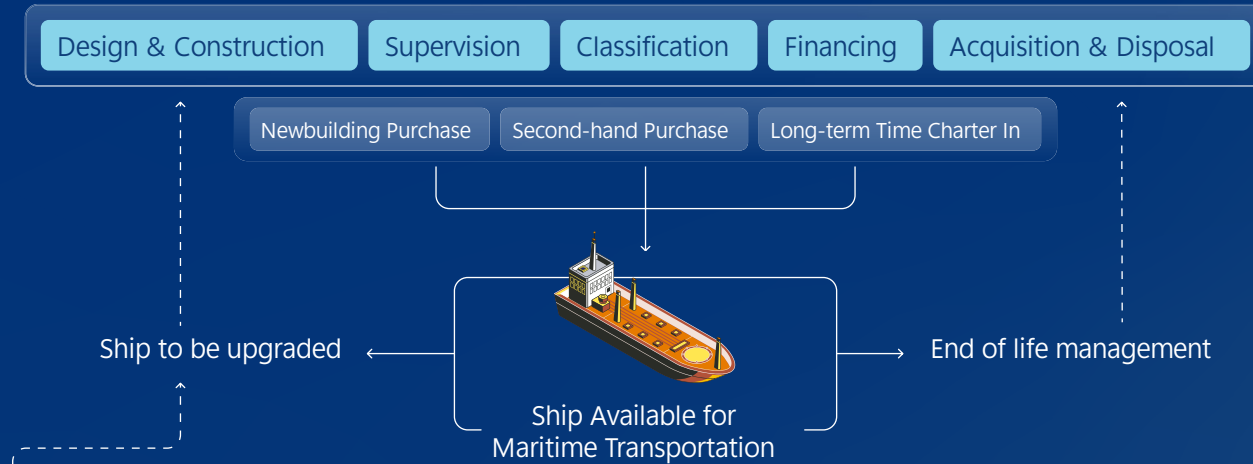 Design & Construction
Supervision
Classification
Financing
Acquisition & Disposal
Newbuilding Purchase
Second-hand Purchase
Long-term Time Charter In
Ship to be upgraded
End of life management
Ship Available for
Maritime Transportation